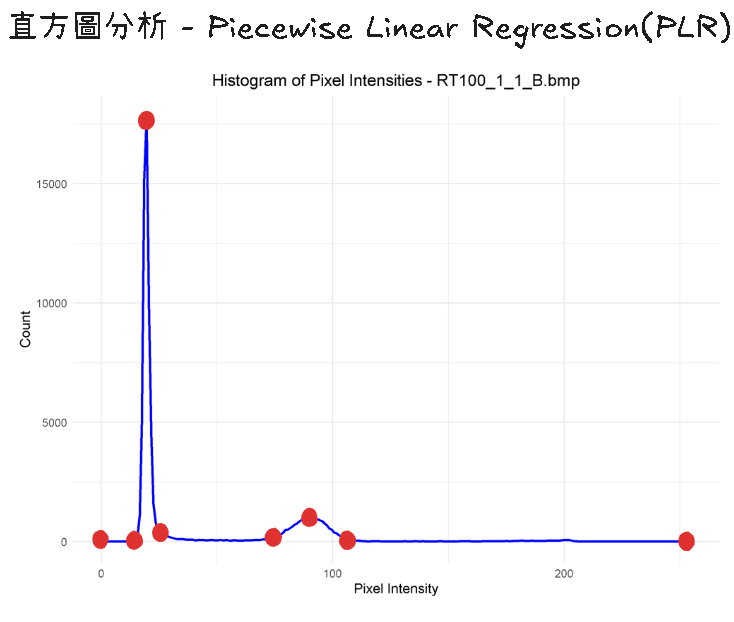 直方圖分析 - Piecewise Linear Regression(PLR)
Histogram of Pixel Intensities - RT100_1_1_B.bmp
15000
10000
5000
0
Count
0 100 200
Pixel Intensity